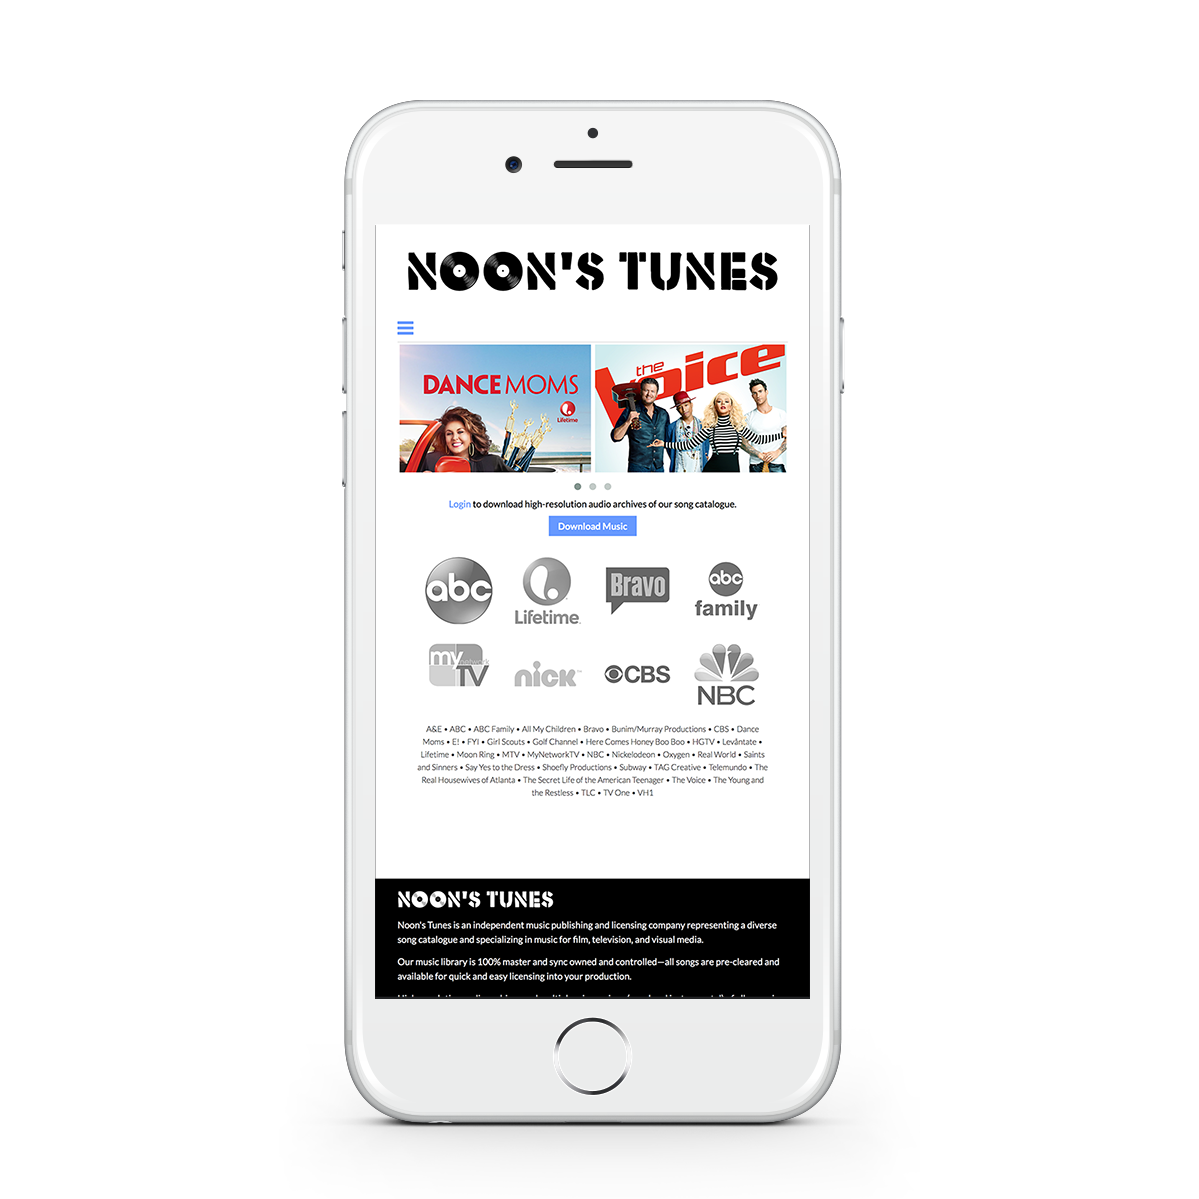 NOON'S TUNES
DANCE MOMS
Lifetime
the Voice
Login to download high-resolution audio archives of our song catalogue.
Download Music
abc
Lifetime
Bravo
abc family
my network TV
nick
CBS
NBC
A&E • ABC • ABC Family • All My Children • Bravo • Bunim/Murray Productions • CBS • Dance
Moms • E! • FYI • Girl Scouts • Golf Channel • Here Comes Honey Boo Boo • HGTV • Levántate •
Lifetime • Moon Ring • MTV • MyNetworkTV • NBC • Nickelodeon • Oxygen • Real World • Saints
and Sinners • Say Yes to the Dress • Shoefly Productions • Subway • TAG Creative • Telemundo • The
Real Housewives of Atlanta • The Secret Life of the American Teenager • The Voice • The Young and
the Restless • TLC • TV One • VH1
NOON'S TUNES
Noon's Tunes is an independent music publishing and licensing company representing a diverse
song catalogue and specializing in music for film, television, and visual media.
Our music library is 100% master and sync owned and controlled—all songs are pre-cleared and
available for quick and easy licensing into your production.